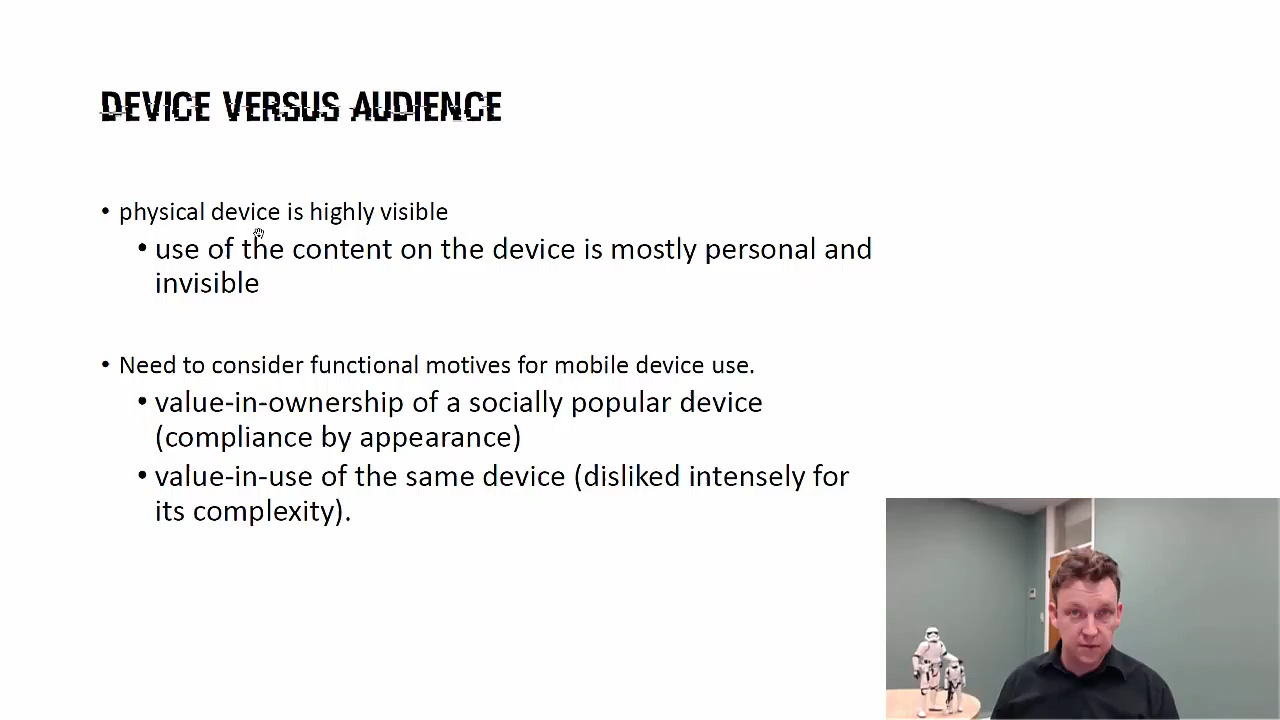 DEVICE VERSUS AUDIENCE
• physical device is highly visible
• use of the content on the device is mostly personal and
invisible
• Need to consider functional motives for mobile device use.
• value-in-ownership of a socially popular device
(compliance by appearance)
• value-in-use of the same device (disliked intensely for
its complexity).